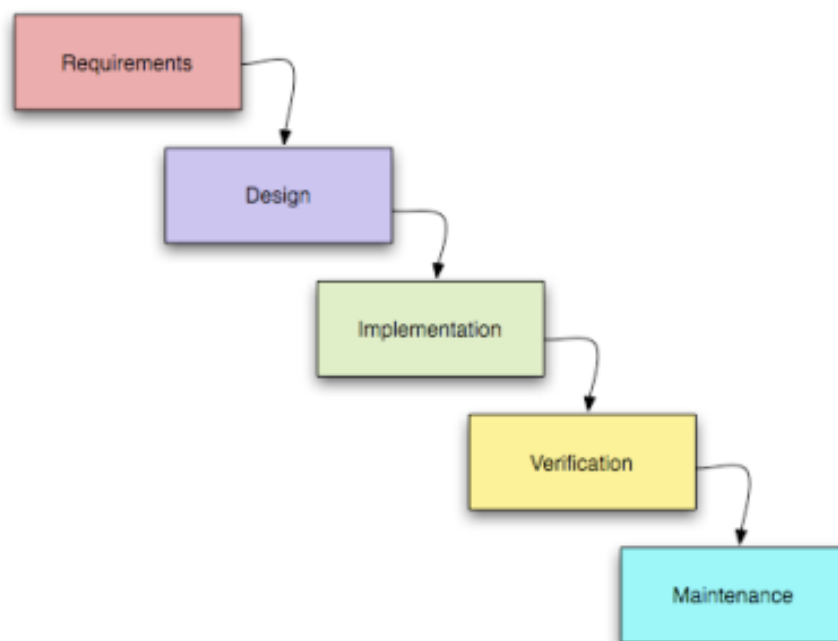 Requirements
Design
Implementation
Verification
Maintenance